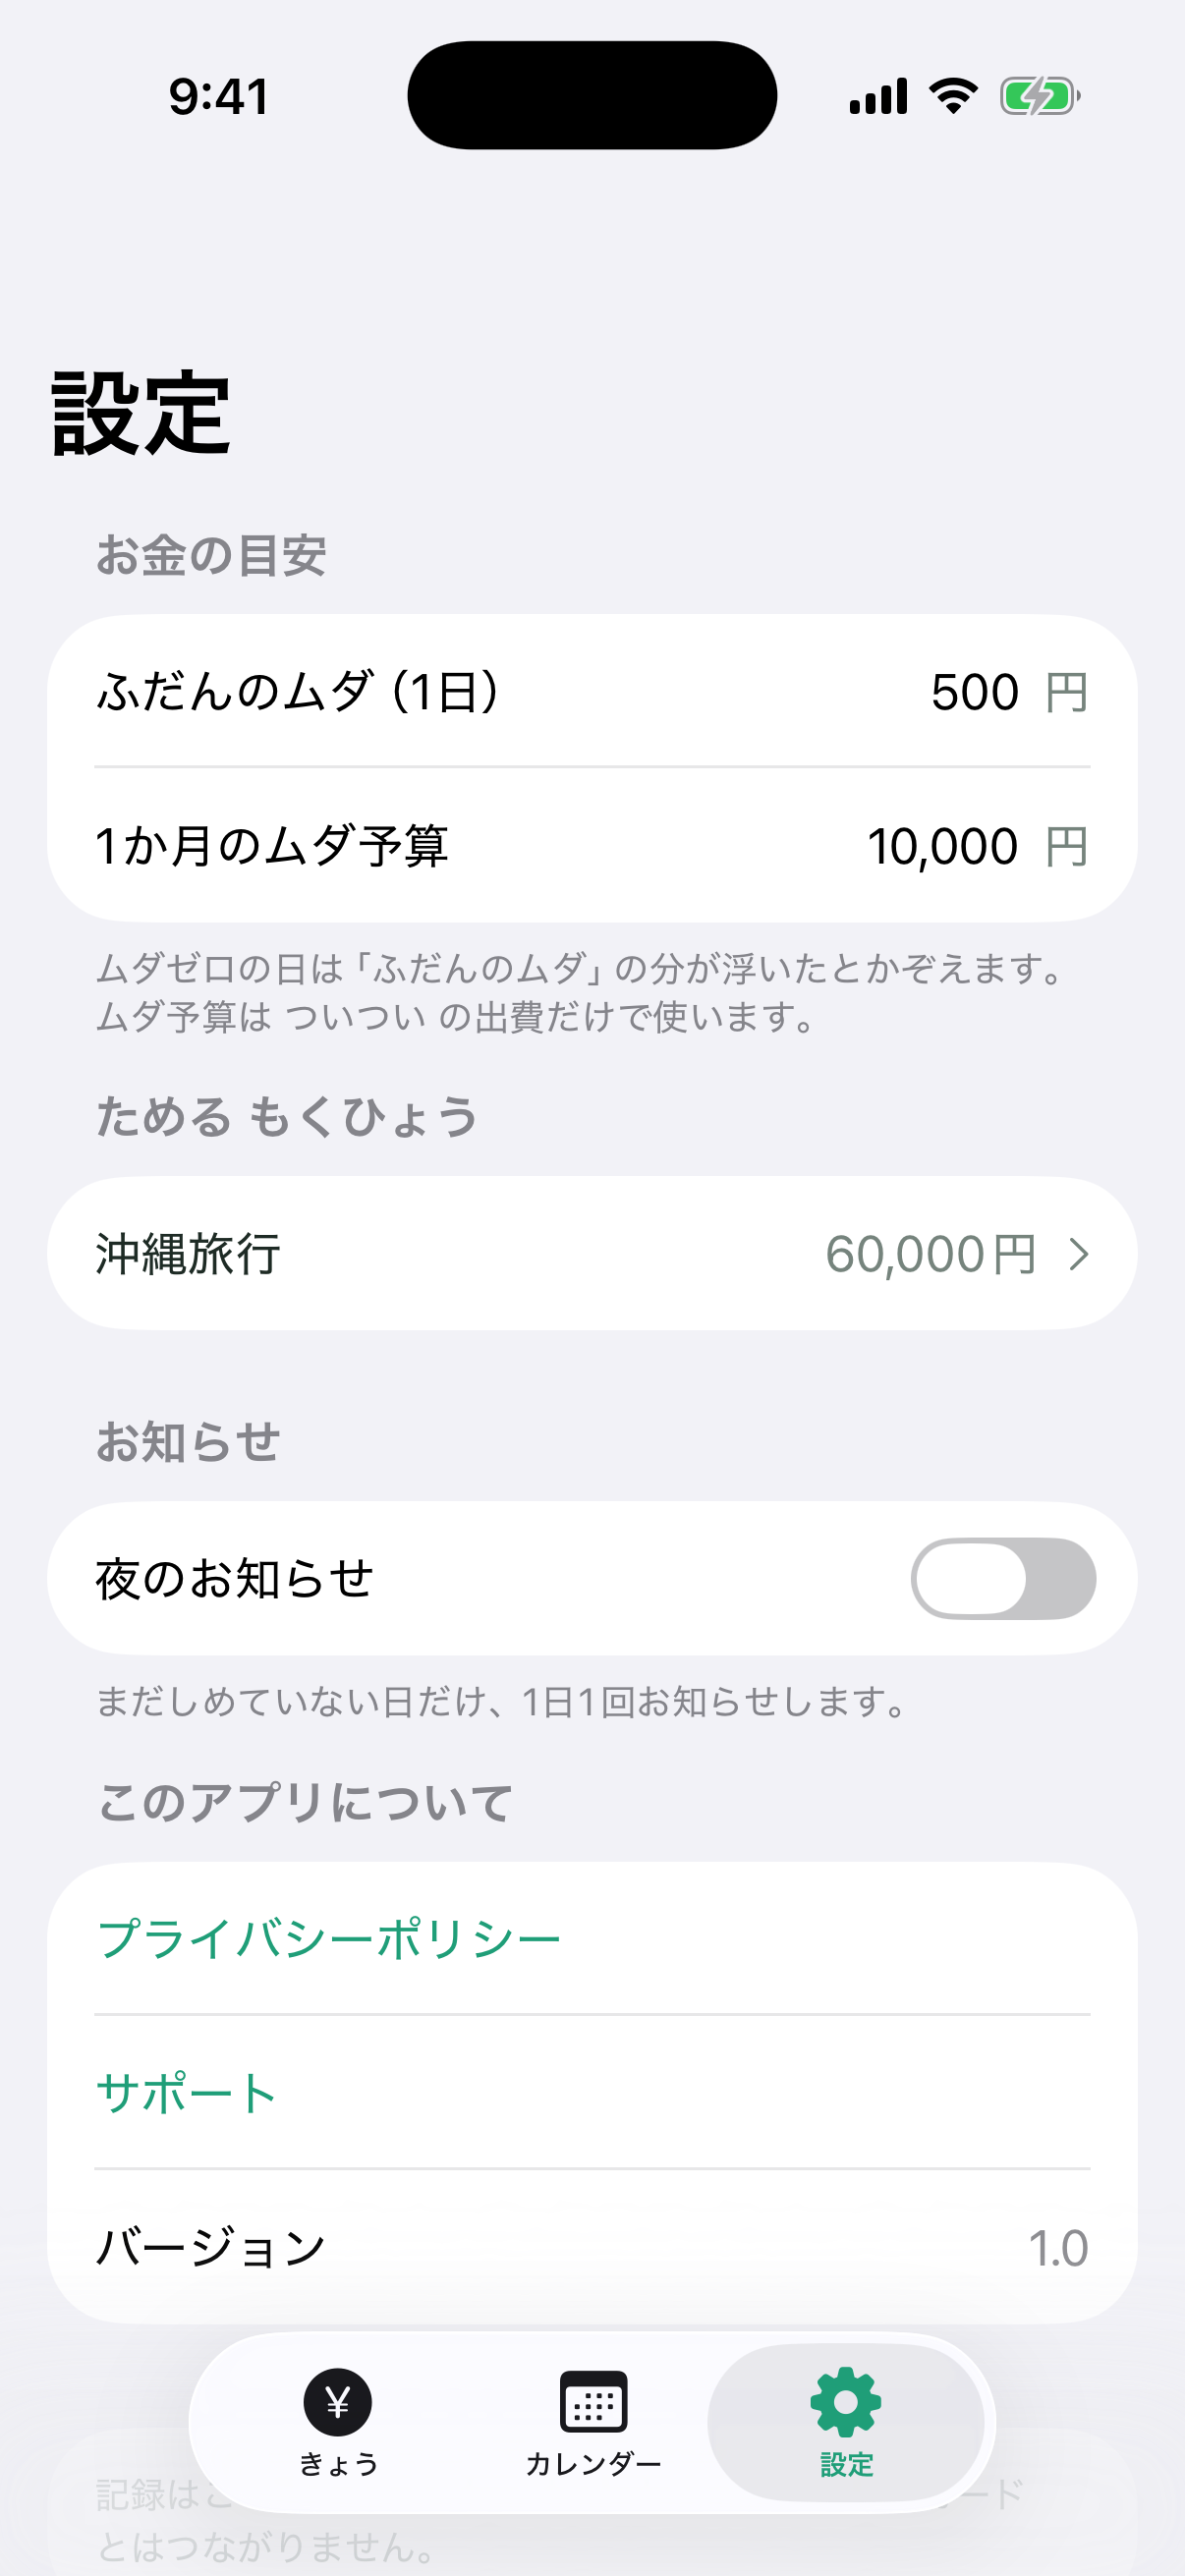 9:41
設定
お金の目安
ふだんのムダ（1日） 500 円
1か月のムダ予算 10,000 円
ムダゼロの日は「ふだんのムダ」の分が浮いたとかぞえます。
ムダ予算は ついつい の出費だけで使います。
ためる もくひょう
沖縄旅行 60,000円
お知らせ
夜のお知らせ
まだしめていない日だけ、1日1回お知らせします。
このアプリについて
プライバシーポリシー
サポート
バージョン 1.0
きょう カレンダー 設定
記録はこ
ード
とはつながりません。